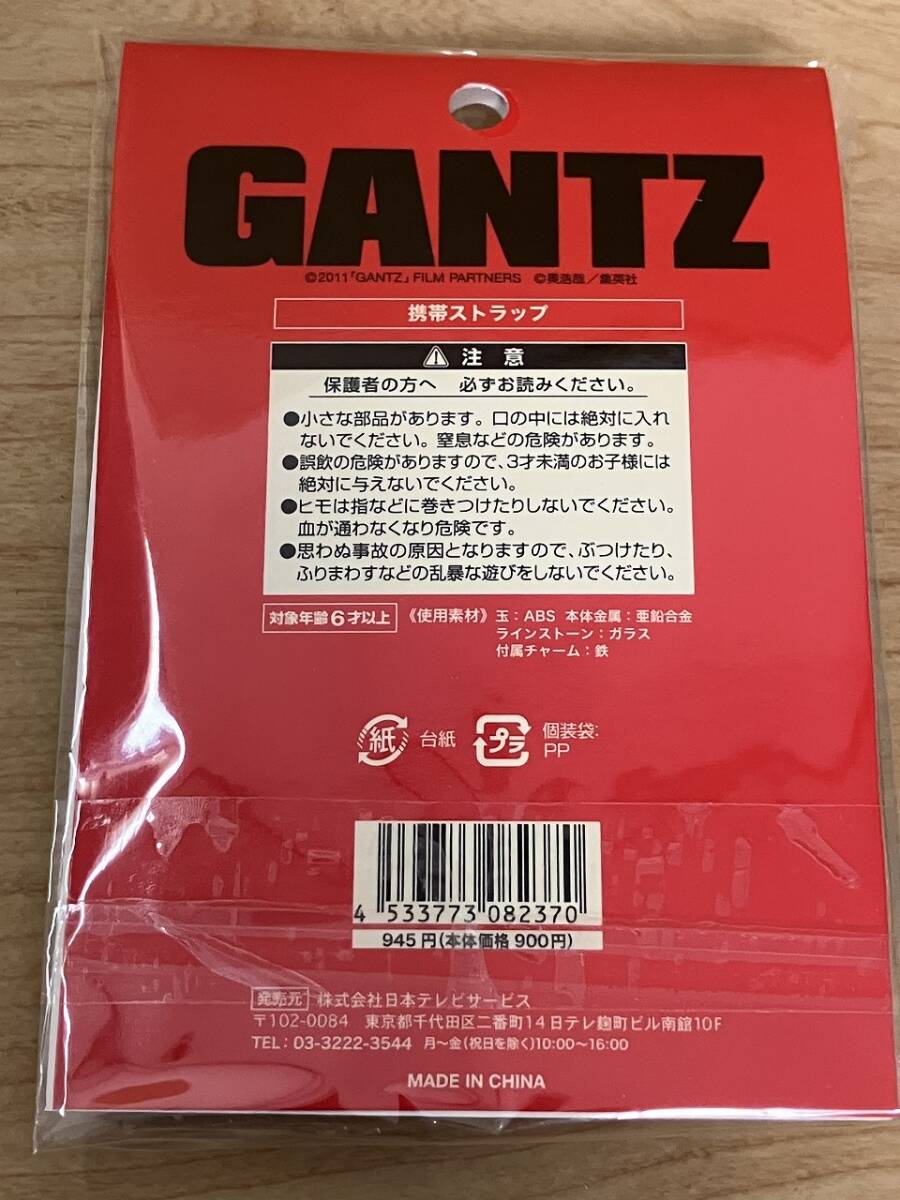 GANTZ
©2011「GANTZ」FILM PARTNERS ©奥浩哉／集英社
携帯ストラップ
注 意
保護者の方へ 必ずお読みください。
●小さな部品があります。口の中には絶対に入れ
ないでください。窒息などの危険があります。
●誤飲の危険がありますので、3才未満のお子様には
絶対に与えないでください。
●ヒモは指などに巻きつけたりしないでください。
血が通わなくなり危険です。
●思わぬ事故の原因となりますので、ぶつけたり、
ふりまわすなどの乱暴な遊びをしないでください。
対象年齢6才以上 《使用素材》 玉：ABS 本体金属：亜鉛合金
ラインストーン：ガラス
付属チャーム：鉄
紙 台紙 プラ 個装袋:
PP
4 533773 082370
945円(本体価格900円)
発売元 株式会社日本テレビサービス
〒102-0084 東京都千代田区二番町14日テレ麹町ビル南館10F
TEL: 03-3222-3544 月～金(祝日を除く)10:00～16:00
MADE IN CHINA